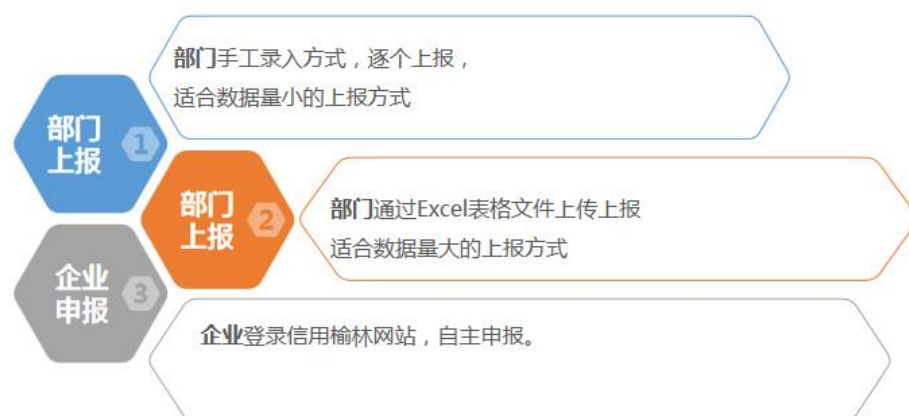 部门
上报
1
部门手工录入方式，逐个上报，
适合数据量小的上报方式
部门
上报
2
部门通过Excel表格文件上传上报
适合数据量大的上报方式
企业
申报
3
企业登录信用榆林网站，自主申报。